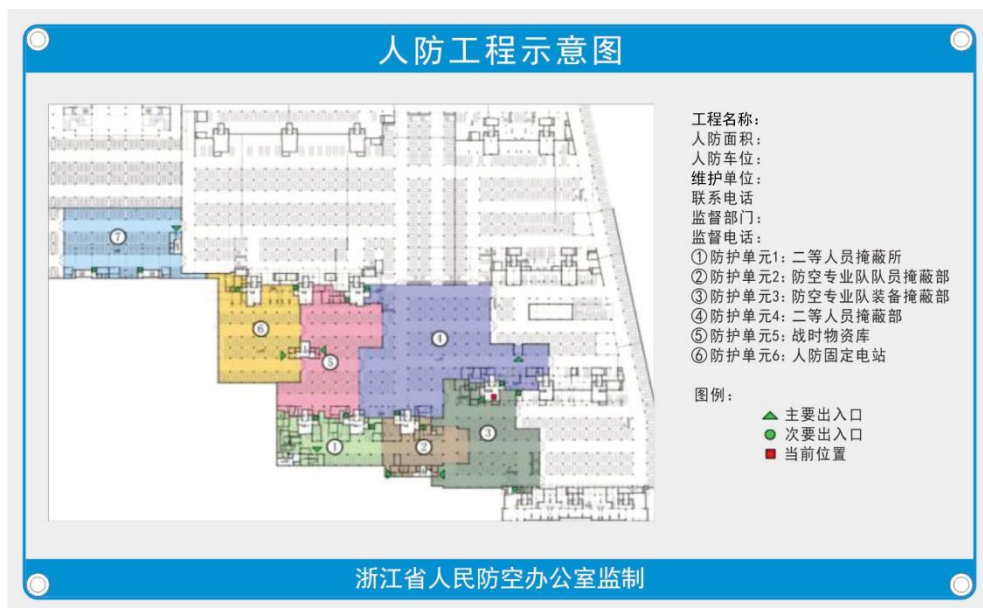 人防工程示意图
工程名称：
人防面积：
人防车位：
维护单位：
联系电话
监督部门：
监督电话：
①防护单元1：二等人员掩蔽所
②防护单元2：防空专业队队员掩蔽部
③防护单元3：防空专业队装备掩蔽部
④防护单元4：二等人员掩蔽部
⑤防护单元5：战时物资库
⑥防护单元6：人防固定电站
图例：
主要出入口
次要出入口
当前位置
⑦
⑥
⑤
④
①
②
③
浙江省人民防空办公室监制